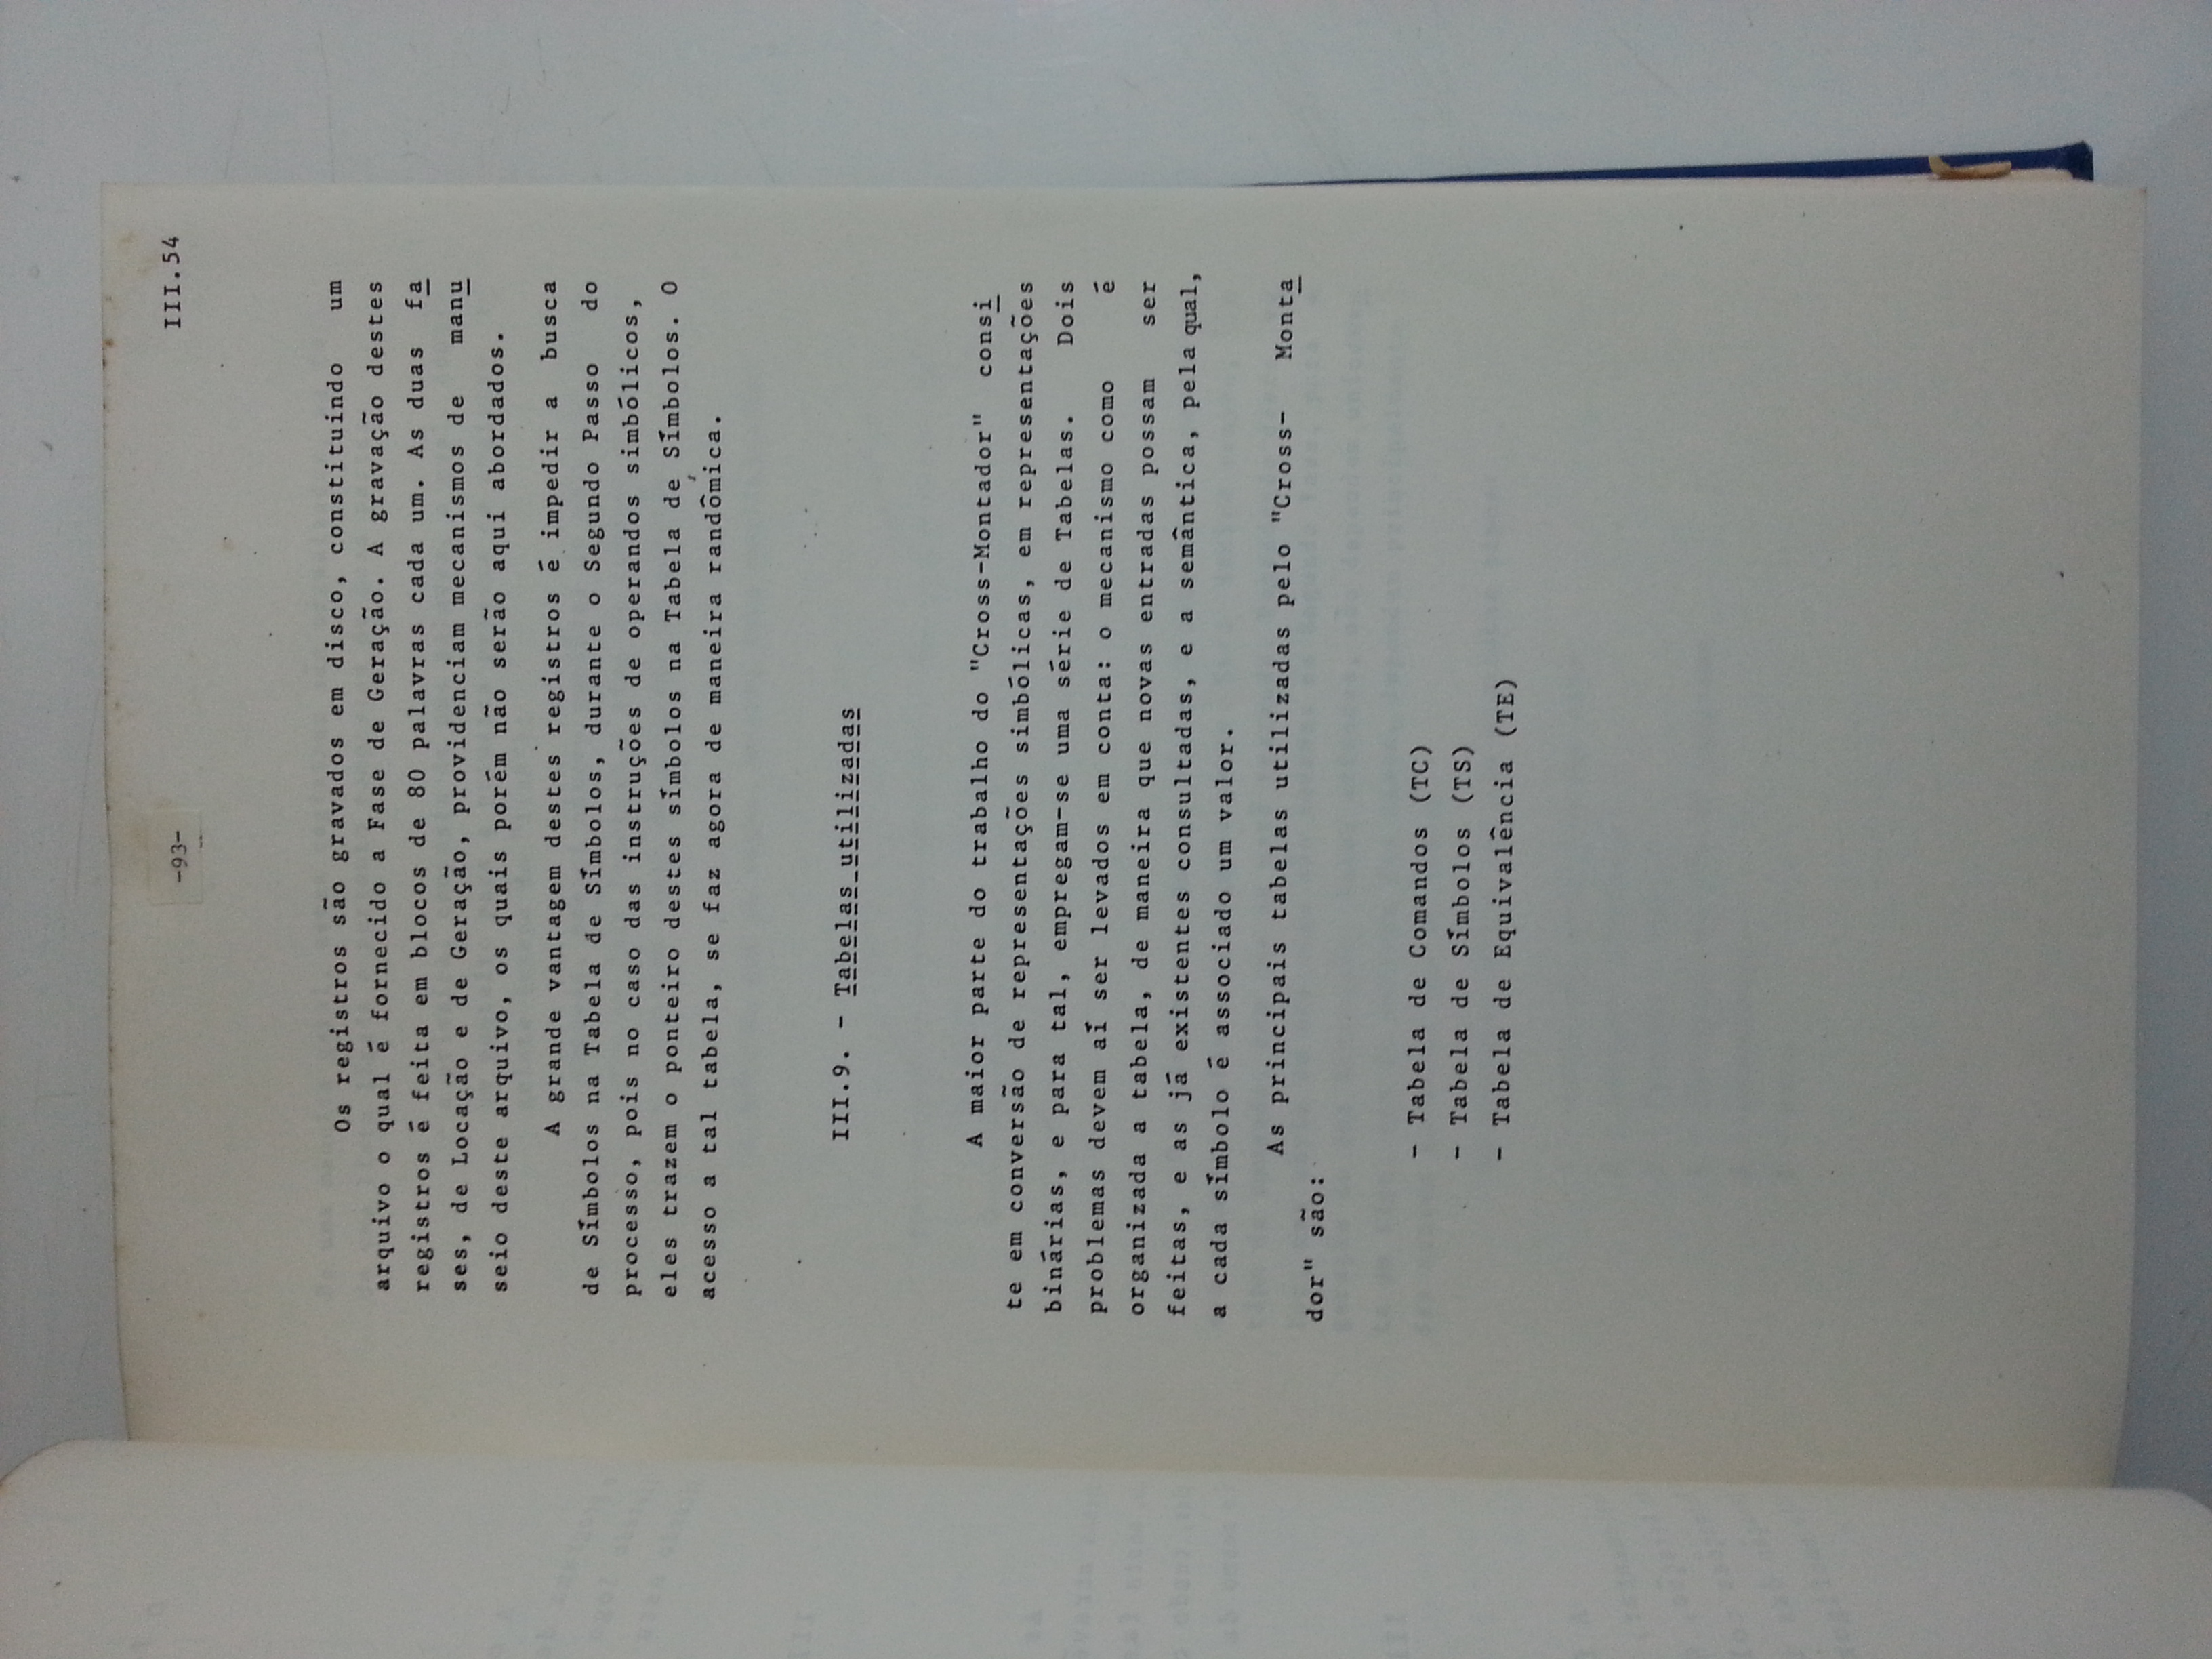 -93-
III.54
Os registros são gravados em disco, constituindo um
arquivo o qual é fornecido a Fase de Geração. A gravação destes
registros é feita em blocos de 80 palavras cada um. As duas fa
ses, de Locação e de Geração, providenciam mecanismos de manu
seio deste arquivo, os quais porém não serão aqui abordados.
A grande vantagem destes registros é impedir a busca
de Símbolos na Tabela de Símbolos, durante o Segundo Passo do
processo, pois no caso das instruções de operandos simbólicos,
eles trazem o ponteiro destes símbolos na Tabela de Símbolos. O
acesso a tal tabela, se faz agora de maneira randômica.
III.9. - Tabelas utilizadas
A maior parte do trabalho do "Cross-Montador" consi
te em conversão de representações simbólicas, em representações
binárias, e para tal, empregam-se uma série de Tabelas. Dois
problemas devem aí ser levados em conta: o mecanismo como é
organizada a tabela, de maneira que novas entradas possam ser
feitas, e as já existentes consultadas, e a semântica, pela qual,
a cada símbolo é associado um valor.
As principais tabelas utilizadas pelo "Cross- Monta
dor" são:
- Tabela de Comandos (TC)
- Tabela de Símbolos (TS)
- Tabela de Equivalência (TE)